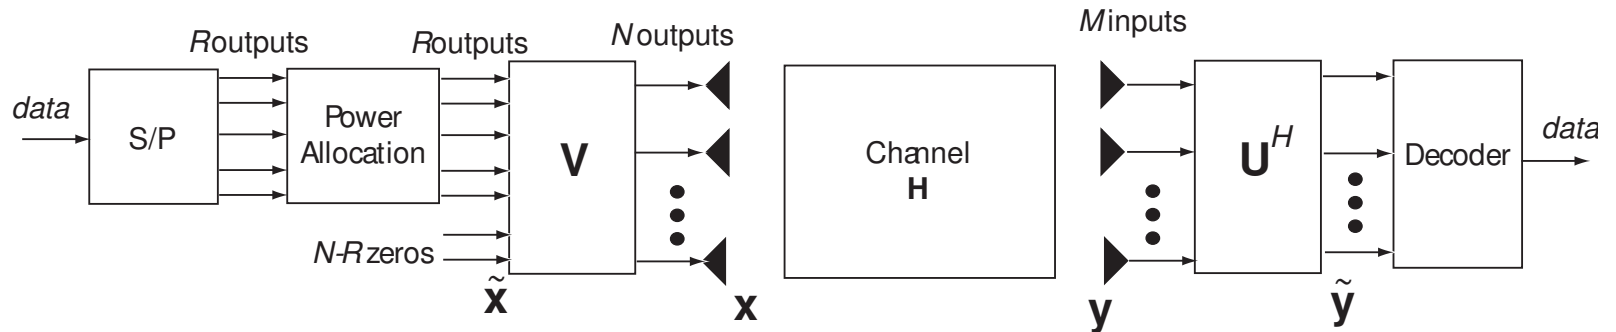 R outputs
R outputs
N outputs
M inputs
data
S/P
Power
Allocation
V
Channel
H
U^H
Decoder
data
N-R zeros
x̃
x
y
ỹ